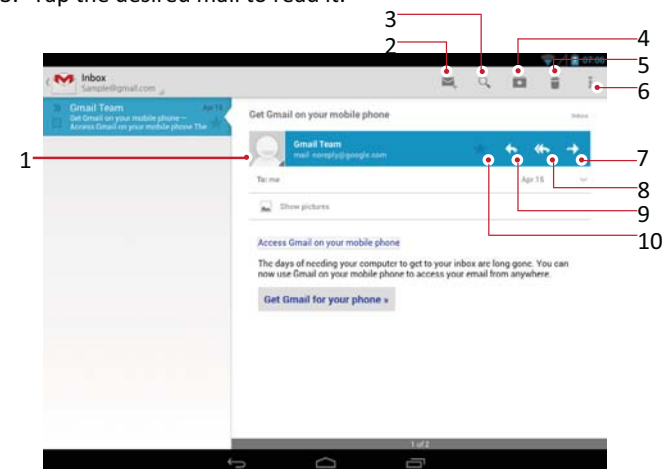 Tap the desired mail to read it.
3
4
2
5
07:06
Inbox
Sample@gmail.com
6
Gmail Team
Apr 15
Get Gmail on your mobile phone –
Access Gmail on your mobile phone The
Get Gmail on your mobile phone
Inbox
1
Gmail Team
mail-noreply@google.com
7
8
To: me
Apr 15
9
Show pictures
10
Access Gmail on your mobile phone
The days of needing your computer to get to your inbox are long gone. You can
now use Gmail on your mobile phone to access your email from anywhere.
Get Gmail for your phone »
1 of 2